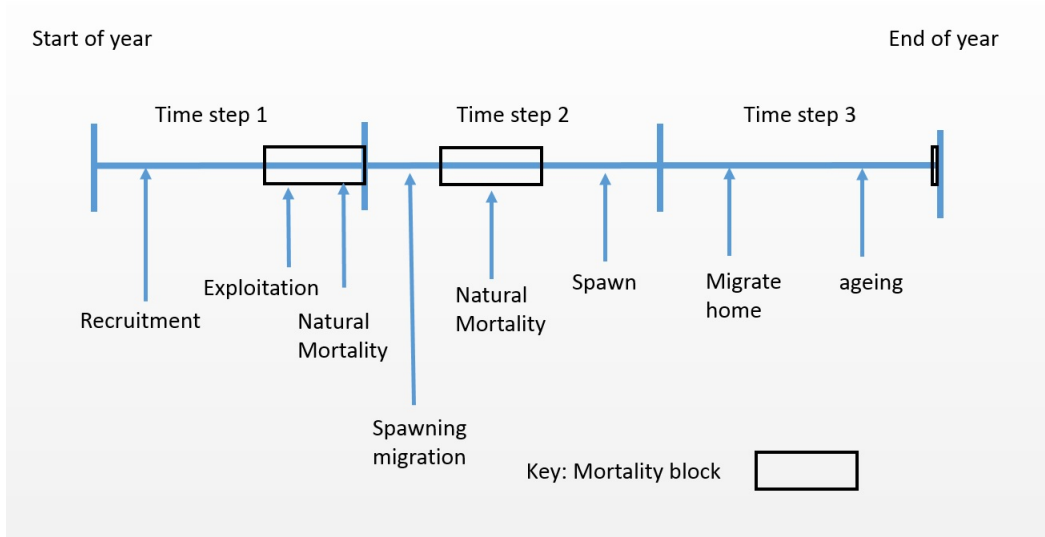 Start of year
End of year
Time step 1
Time step 2
Time step 3
Recruitment
Exploitation
Natural
Mortality
Spawning
migration
Natural
Mortality
Spawn
Migrate
home
ageing
Key: Mortality block